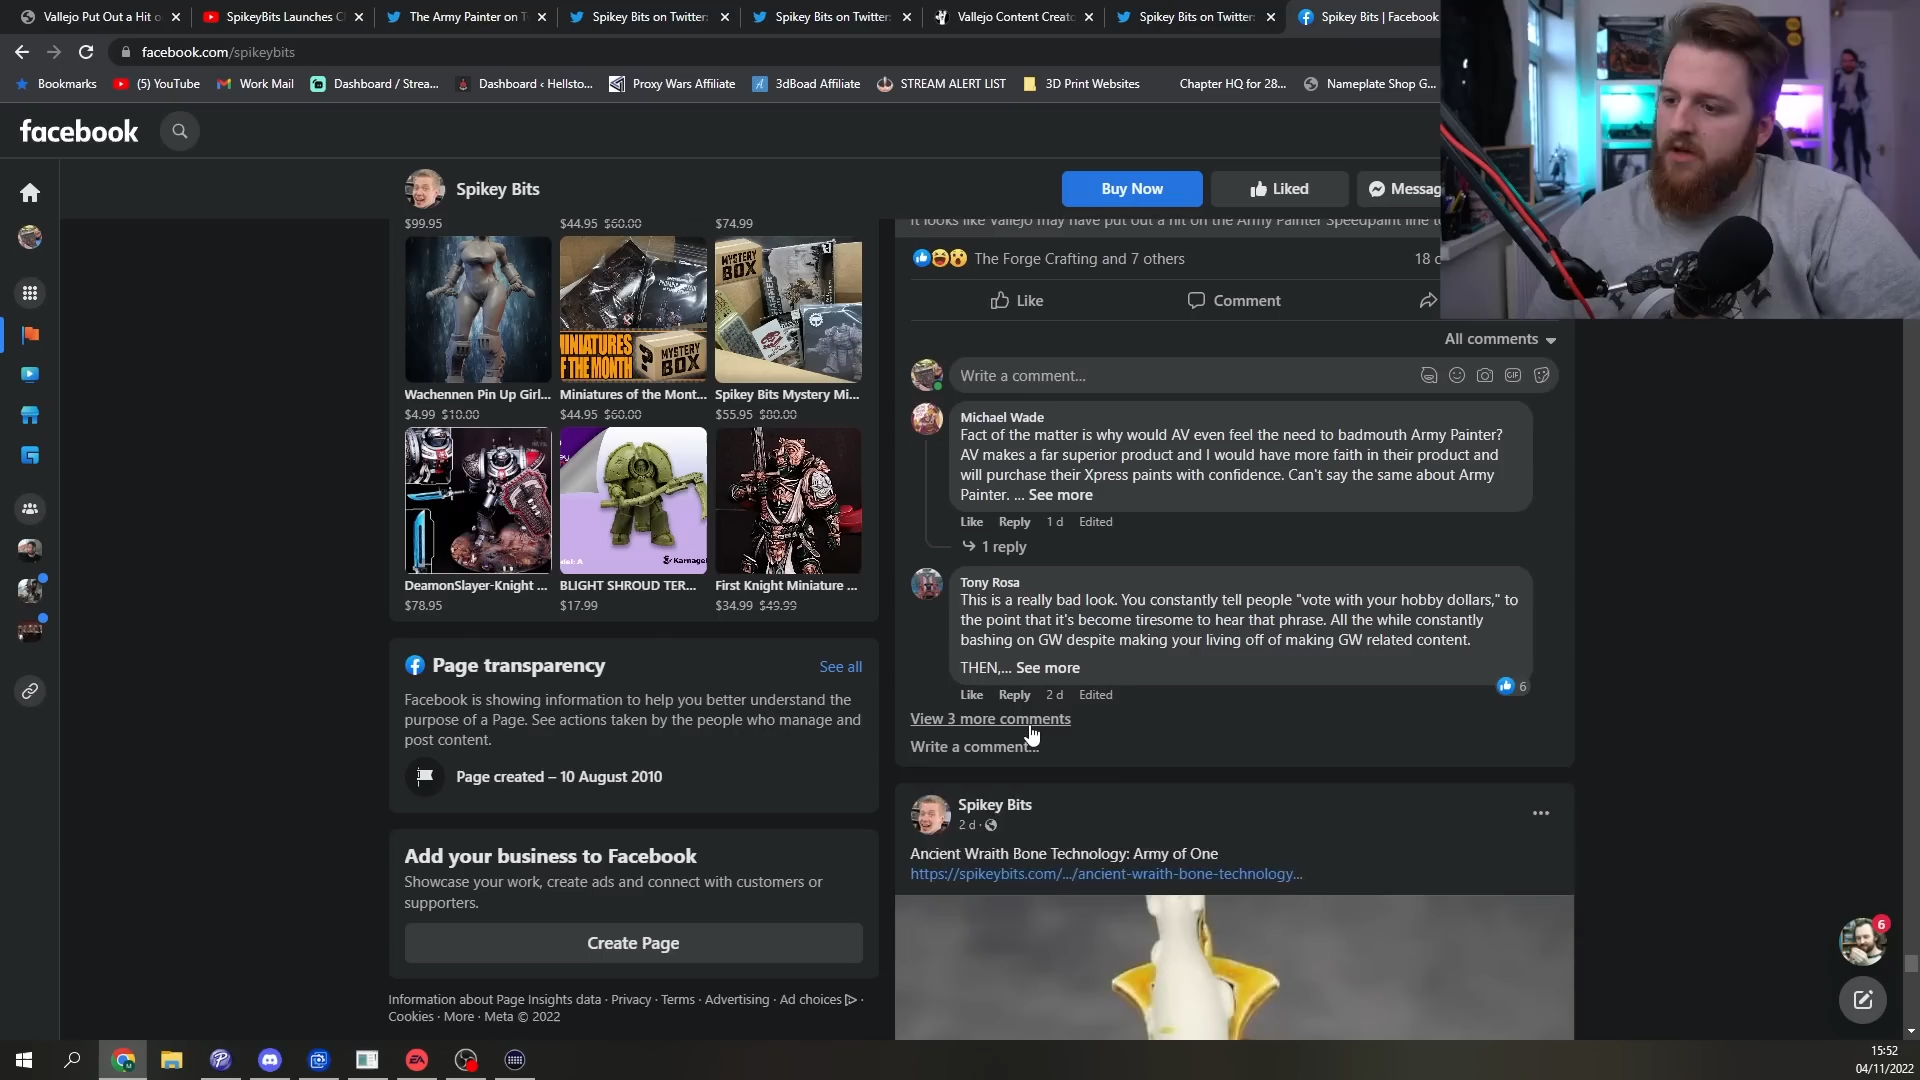 Vallejo Put Out a Hit o
SpikeyBits Launches C
The Army Painter on T
Spikey Bits on Twitter:
Spikey Bits on Twitter:
Vallejo Content Creato
Spikey Bits on Twitter:
Spikey Bits | Facebook
facebook.com/spikeybits
Bookmarks
(5) YouTube
Work Mail
Dashboard / Strea...
Dashboard ‹ Hellsto...
Proxy Wars Affiliate
3dBoad Affiliate
STREAM ALERT LIST
3D Print Websites
Chapter HQ for 28...
Nameplate Shop G...
facebook
Spikey Bits
Buy Now
Liked
Messag
$99.95
$44.95 $60.00
$74.99
MYSTERY BOX
MINIATURES OF THE MONTH
MYSTERY BOX
Wachennen Pin Up Girl...
Miniatures of the Mont...
Spikey Bits Mystery Mi...
$4.99 $10.00
$44.95 $60.00
$55.95 $80.00
Karnage
DeamonSlayer-Knight ...
BLIGHT SHROUD TER...
First Knight Miniature ...
$78.95
$17.99
$34.99 $49.99
Page transparency
See all
Facebook is showing information to help you better understand the
purpose of a Page. See actions taken by the people who manage and
post content.
Page created – 10 August 2010
Add your business to Facebook
Showcase your work, create ads and connect with customers or
supporters.
Create Page
Information about Page Insights data · Privacy · Terms · Advertising · Ad choices ·
Cookies · More · Meta © 2022
It looks like Vallejo may have put out a hit on the Army Painter Speedpaint line to
The Forge Crafting and 7 others
18 c
Like
Comment
All comments
Write a comment...
GIF
Michael Wade
Fact of the matter is why would AV even feel the need to badmouth Army Painter?
AV makes a far superior product and I would have more faith in their product and
will purchase their Xpress paints with confidence. Can't say the same about Army
Painter. ... See more
Like Reply 1 d Edited
1 reply
Tony Rosa
This is a really bad look. You constantly tell people "vote with your hobby dollars," to
the point that it's become tiresome to hear that phrase. All the while constantly
bashing on GW despite making your living off of making GW related content.
THEN,... See more
6
Like Reply 2 d Edited
View 3 more comments
Write a comment...
Spikey Bits
2 d ·
Ancient Wraith Bone Technology: Army of One
https://spikeybits.com/.../ancient-wraith-bone-technology...
6
EA
15:52
04/11/2022